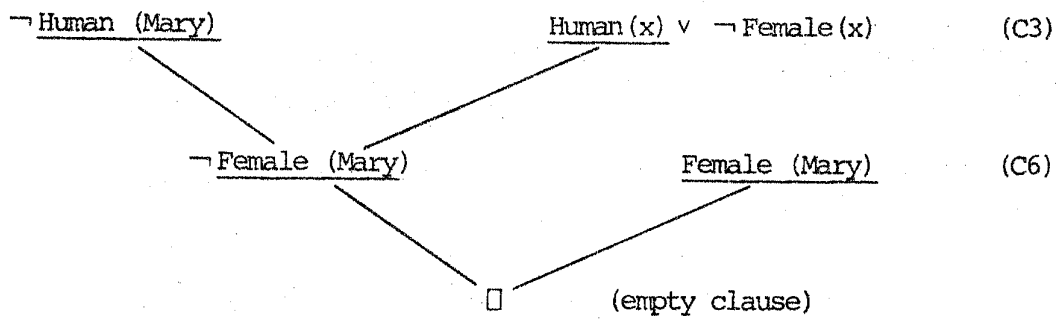 ¬ Human (Mary) Human(x) ∨ ¬ Female(x) (C3)
¬ Female (Mary) Female (Mary) (C6)
□ (empty clause)